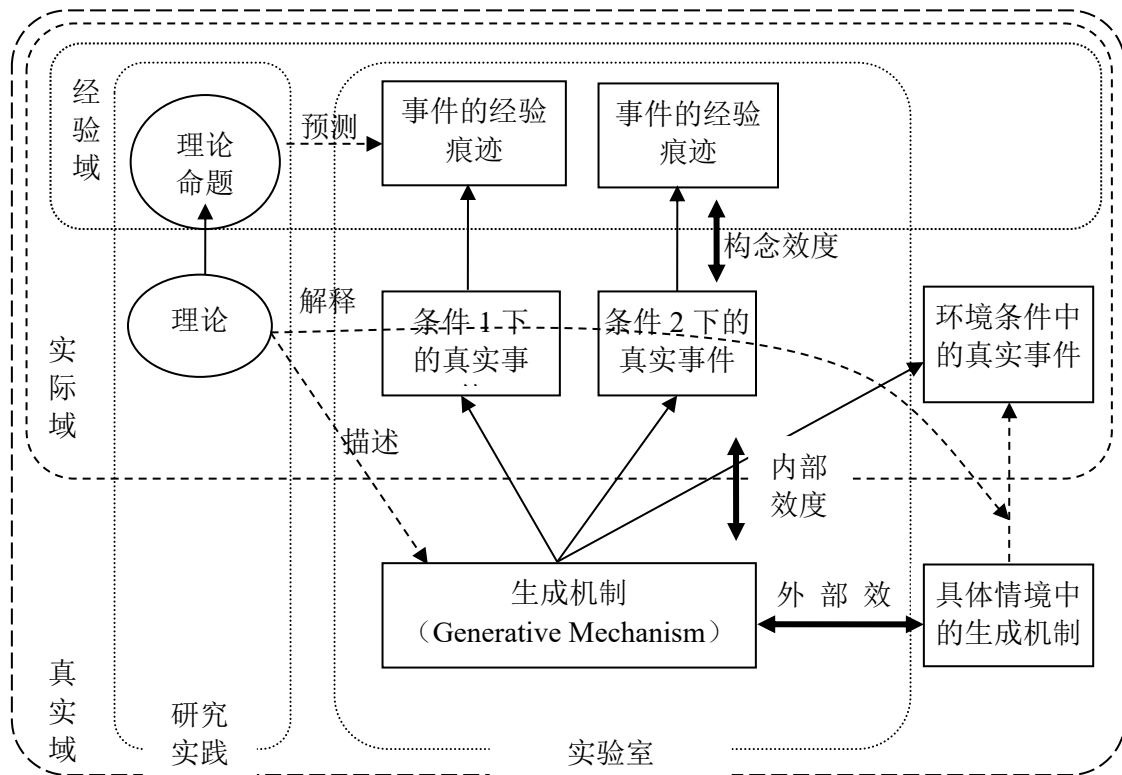 经
验
域
理论
命题
预测
事件的经验
痕迹
事件的经验
痕迹
构念效度
理论
解释
条件 1 下
的真实事
条件 2 下的
真实事件
环境条件中
的真实事件
实
际
域
描述
内部
效度
生成机制
（Generative Mechanism）
外 部 效
具体情境中
的生成机制
真
实
域
研究
实践
实验室